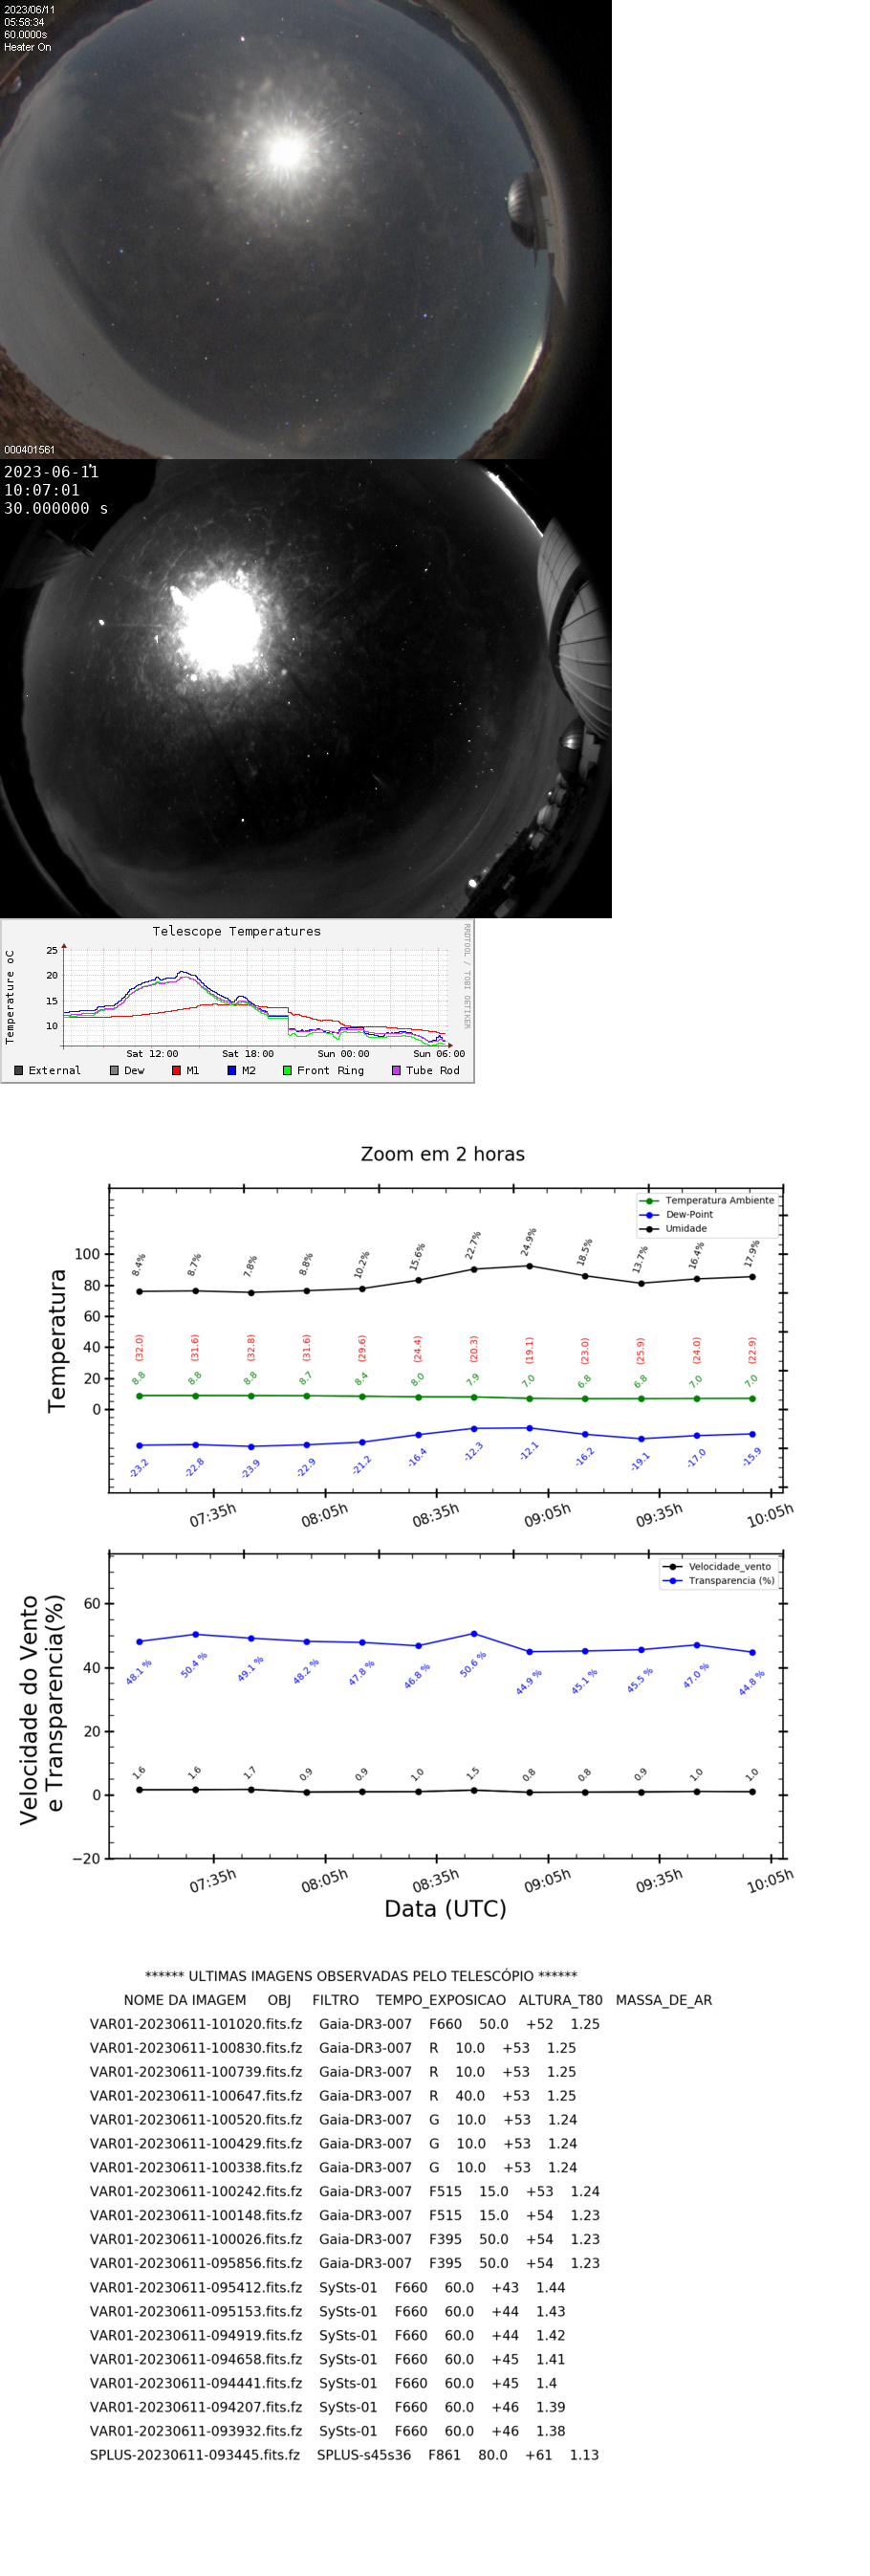 2023/06/11
05:58:34
60.0000s
Heater On
000401561
2023-06-11
10:07:01
30.000000 s
Telescope Temperatures
RRDTOOL / TOBI OETIKER
Temperature oC
25
20
15
10
Sat 12:00 Sat 18:00 Sun 00:00 Sun 06:00
External Dew M1 M2 Front Ring Tube Rod
Zoom em 2 horas
Temperatura Ambiente
Dew-Point
Umidade
Temperatura
100
80
60
40
20
0
8.4% 8.7% 7.8% 8.8% 10.2% 15.6% 22.7% 24.9% 18.5% 13.7% 16.4% 17.9%
(32.0) (31.6) (32.8) (31.6) (29.6) (24.4) (20.3) (19.1) (23.0) (25.9) (24.0) (22.9)
8.8 8.8 8.8 8.7 8.4 8.0 7.9 7.0 6.8 6.8 7.0 7.0
-23.2 -22.8 -23.9 -22.9 -21.2 -16.4 -12.3 -12.1 -16.2 -19.1 -17.0 -15.9
07:35h 08:05h 08:35h 09:05h 09:35h 10:05h
Velocidade_vento
Transparencia (%)
Velocidade do Vento
e Transparencia(%)
60
40
20
0
−20
48.1 % 50.4 % 49.1 % 48.2 % 47.8 % 46.8 % 50.6 % 44.9 % 45.1 % 45.5 % 47.0 % 44.8 %
1.6 1.6 1.7 0.9 0.9 1.0 1.5 0.8 0.8 0.9 1.0 1.0
07:35h 08:05h 08:35h 09:05h 09:35h 10:05h
Data (UTC)
****** ULTIMAS IMAGENS OBSERVADAS PELO TELESCÓPIO ******
NOME DA IMAGEM OBJ FILTRO TEMPO_EXPOSICAO ALTURA_T80 MASSA_DE_AR
VAR01-20230611-101020.fits.fz Gaia-DR3-007 F660 50.0 +52 1.25
VAR01-20230611-100830.fits.fz Gaia-DR3-007 R 10.0 +53 1.25
VAR01-20230611-100739.fits.fz Gaia-DR3-007 R 10.0 +53 1.25
VAR01-20230611-100647.fits.fz Gaia-DR3-007 R 40.0 +53 1.25
VAR01-20230611-100520.fits.fz Gaia-DR3-007 G 10.0 +53 1.24
VAR01-20230611-100429.fits.fz Gaia-DR3-007 G 10.0 +53 1.24
VAR01-20230611-100338.fits.fz Gaia-DR3-007 G 10.0 +53 1.24
VAR01-20230611-100242.fits.fz Gaia-DR3-007 F515 15.0 +53 1.24
VAR01-20230611-100148.fits.fz Gaia-DR3-007 F515 15.0 +54 1.23
VAR01-20230611-100026.fits.fz Gaia-DR3-007 F395 50.0 +54 1.23
VAR01-20230611-095856.fits.fz Gaia-DR3-007 F395 50.0 +54 1.23
VAR01-20230611-095412.fits.fz SySts-01 F660 60.0 +43 1.44
VAR01-20230611-095153.fits.fz SySts-01 F660 60.0 +44 1.43
VAR01-20230611-094919.fits.fz SySts-01 F660 60.0 +44 1.42
VAR01-20230611-094658.fits.fz SySts-01 F660 60.0 +45 1.41
VAR01-20230611-094441.fits.fz SySts-01 F660 60.0 +45 1.4
VAR01-20230611-094207.fits.fz SySts-01 F660 60.0 +46 1.39
VAR01-20230611-093932.fits.fz SySts-01 F660 60.0 +46 1.38
SPLUS-20230611-093445.fits.fz SPLUS-s45s36 F861 80.0 +61 1.13